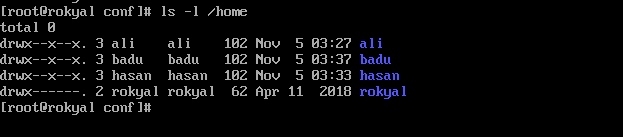 [root@rokyal conf]# ls -l /home
total 0
drwx--x--x. 3 ali    ali    102 Nov  5 03:27 ali
drwx--x--x. 3 badu   badu   102 Nov  5 03:37 badu
drwx--x--x. 3 hasan  hasan  102 Nov  5 03:33 hasan
drwx------. 2 rokyal rokyal  62 Apr 11  2018 rokyal
[root@rokyal conf]#